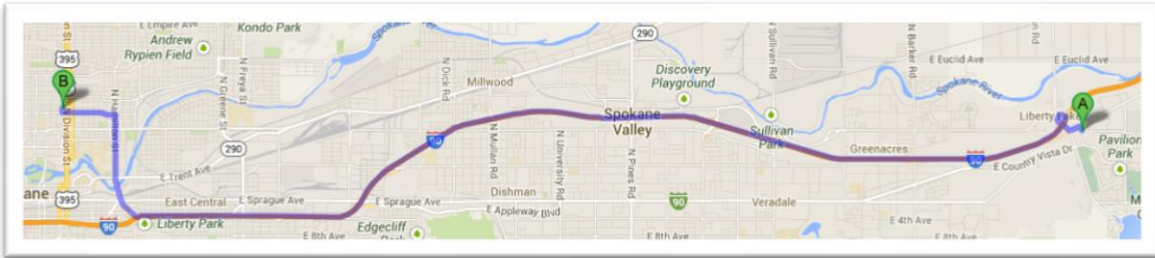 E Empire Ave
Kondo Park
Andrew
Rypien Field
395
B
290
N Barker Rd
N Sullivan Rd
E Euclid Ave
E Euclid Ave
N Freya St
N Greene St
N Dick Rd
Millwood
Discovery
Playground
Spokane River
A
N Hamilton St
N Division St
Spokane
Valley
Liberty Lake
290
N Mullan Rd
N University Rd
N Pines Rd
90
Sullivan
Park
Greenacres
90
E Country Vista Dr
Pavilion
Park
E Trent Ave
Dishman
ane
395
East Central
E Sprague Ave
E Sprague Ave
E Appleway Blvd
90
Veradale
90
Liberty Park
Edgecliff
E 4th Ave
E 8th Ave
E 8th Ave
E 8th Ave